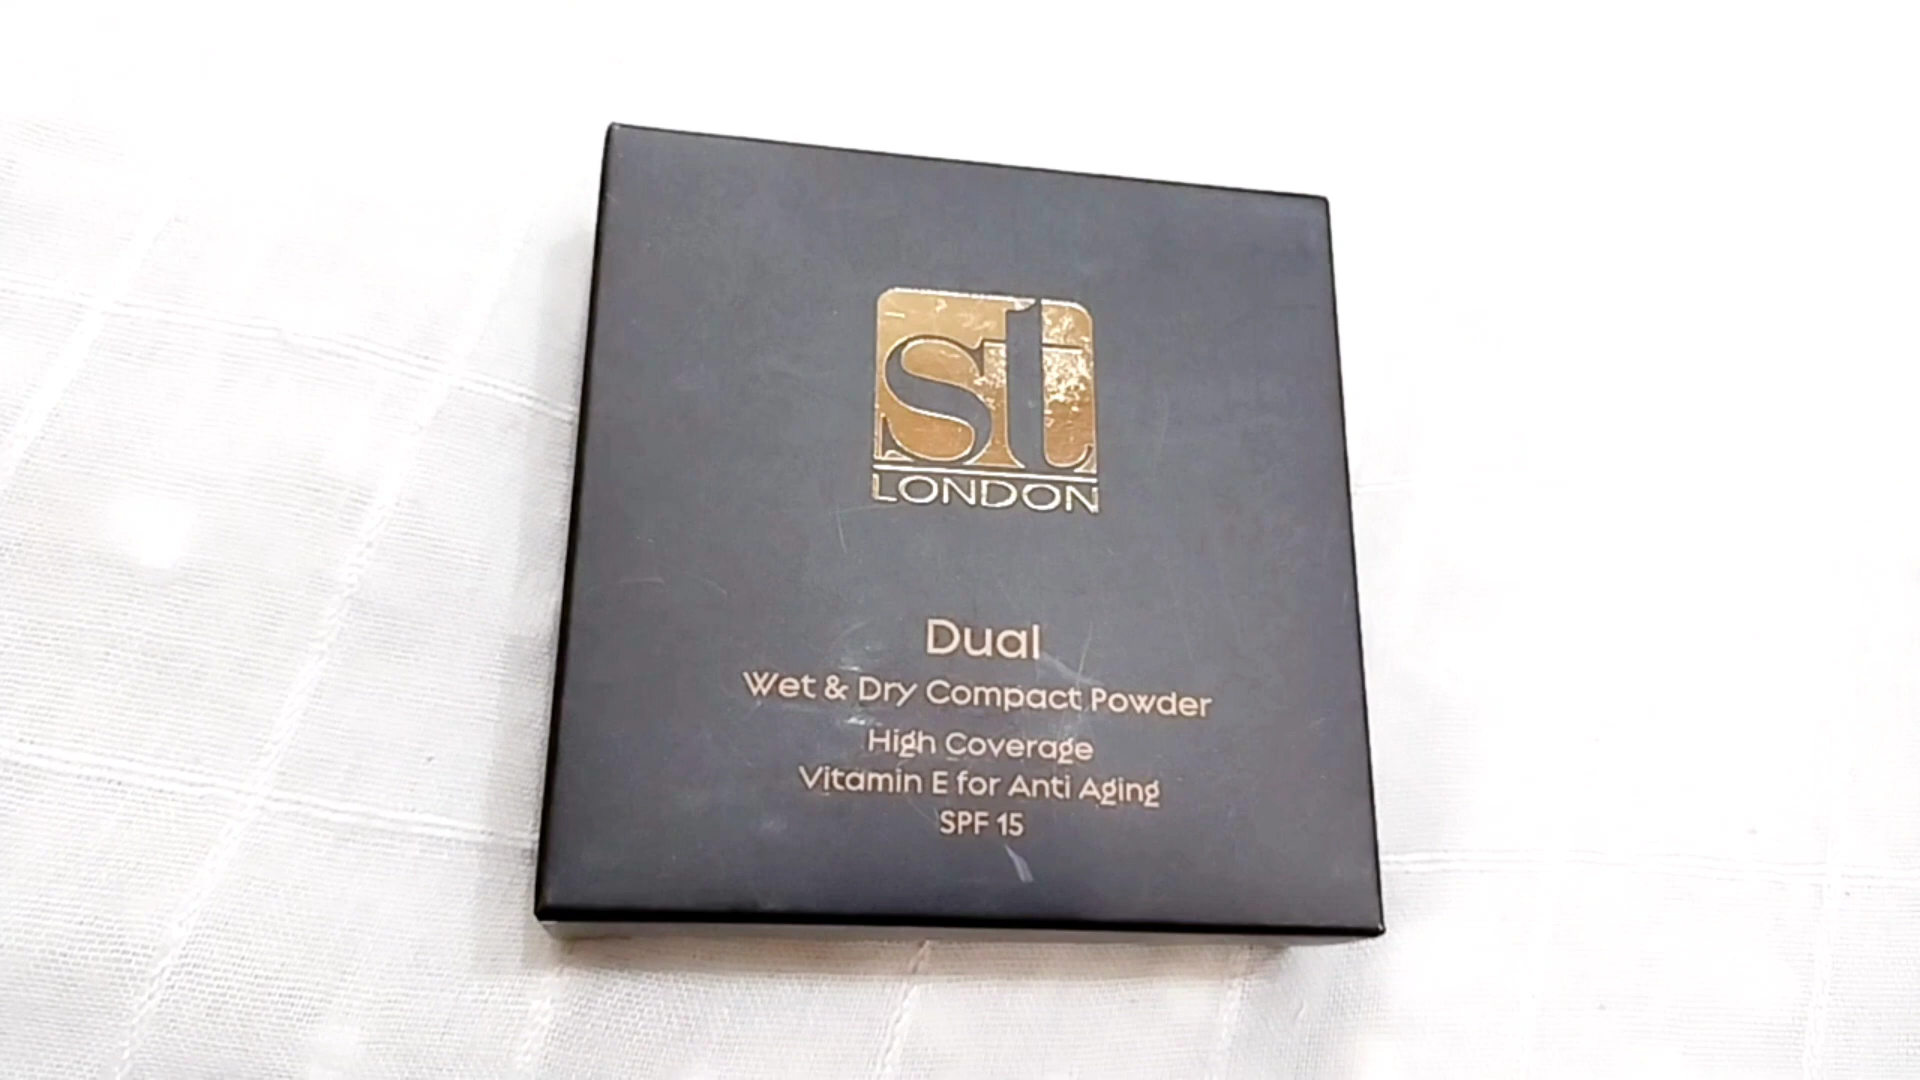 st
LONDON
Dual
Wet & Dry Compact Powder
High Coverage
Vitamin E for Anti Aging
SPF 15